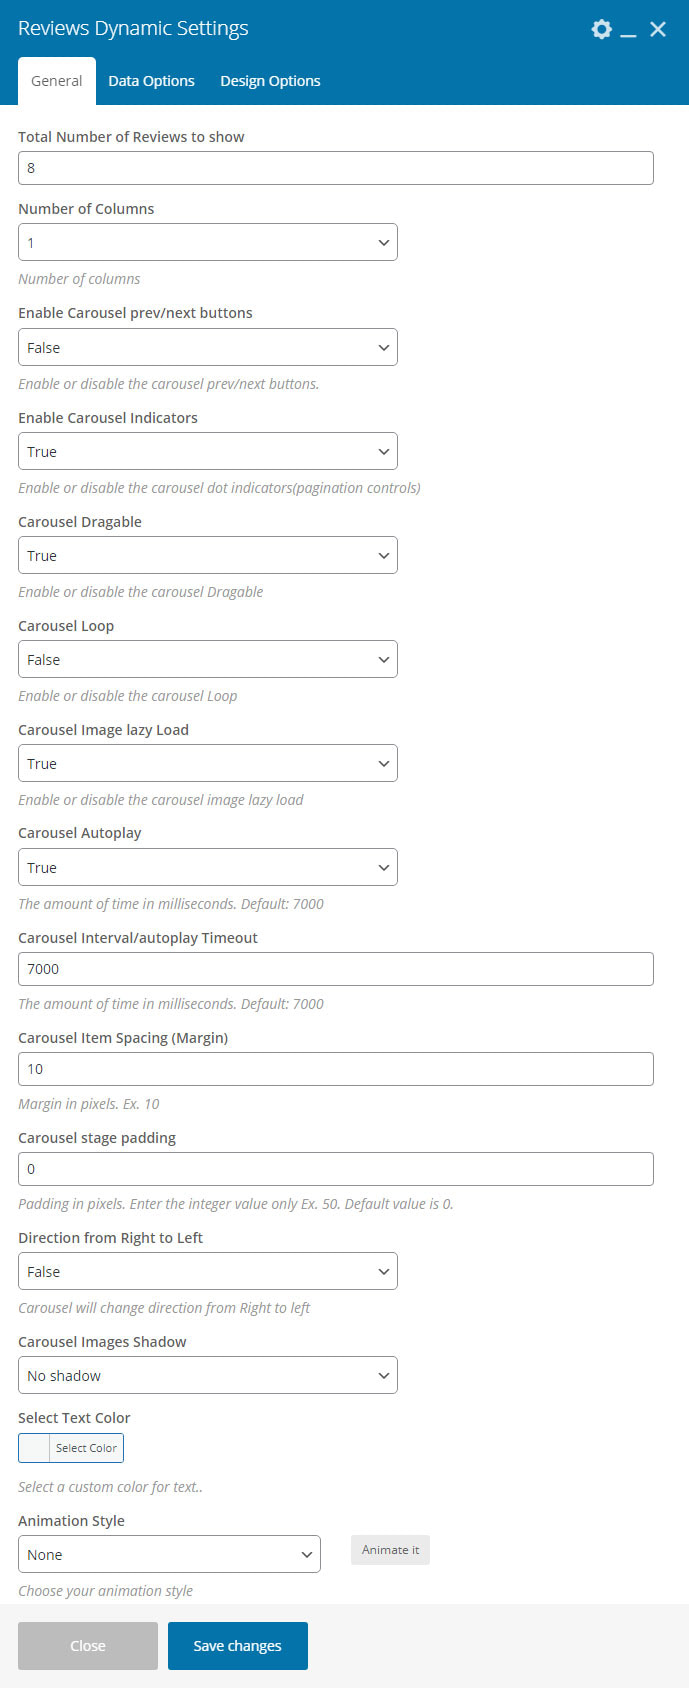 Reviews Dynamic Settings
General Data Options Design Options
Total Number of Reviews to show
8
Number of Columns
1
Number of columns
Enable Carousel prev/next buttons
False
Enable or disable the carousel prev/next buttons.
Enable Carousel Indicators
True
Enable or disable the carousel dot indicators(pagination controls)
Carousel Dragable
True
Enable or disable the carousel Dragable
Carousel Loop
False
Enable or disable the carousel Loop
Carousel Image lazy Load
True
Enable or disable the carousel image lazy load
Carousel Autoplay
True
The amount of time in milliseconds. Default: 7000
Carousel Interval/autoplay Timeout
7000
The amount of time in milliseconds. Default: 7000
Carousel Item Spacing (Margin)
10
Margin in pixels. Ex. 10
Carousel stage padding
0
Padding in pixels. Enter the integer value only Ex. 50. Default value is 0.
Direction from Right to Left
False
Carousel will change direction from Right to left
Carousel Images Shadow
No shadow
Select Text Color
Select Color
Select a custom color for text..
Animation Style
None Animate it
Choose your animation style
Close Save changes